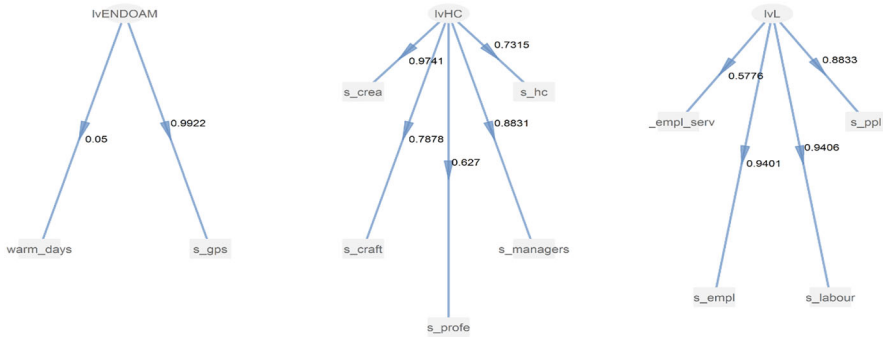 lvENDOAM
0.05
0.9922
warm_days
s_gps
lvHC
0.9741
0.7315
s_crea
s_hc
0.7878
0.8831
0.627
s_craft
s_managers
s_profe
lvL
0.5776
0.8833
_empl_serv
s_ppl
0.9401
0.9406
s_empl
s_labour